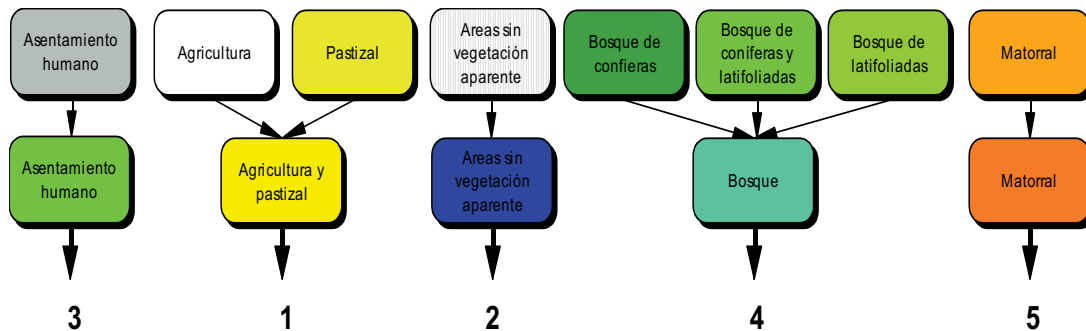 Asentamiento
humano
Agricultura
Pastizal
Areas sin
vegetación
aparente
Bosque de
confieras
Bosque de
coníferas y
latifoliadas
Bosque de
latifoliadas
Matorral
Asentamiento
humano
Agricultura y
pastizal
Areas sin
vegetación
aparente
Bosque
Matorral
3
1
2
4
5